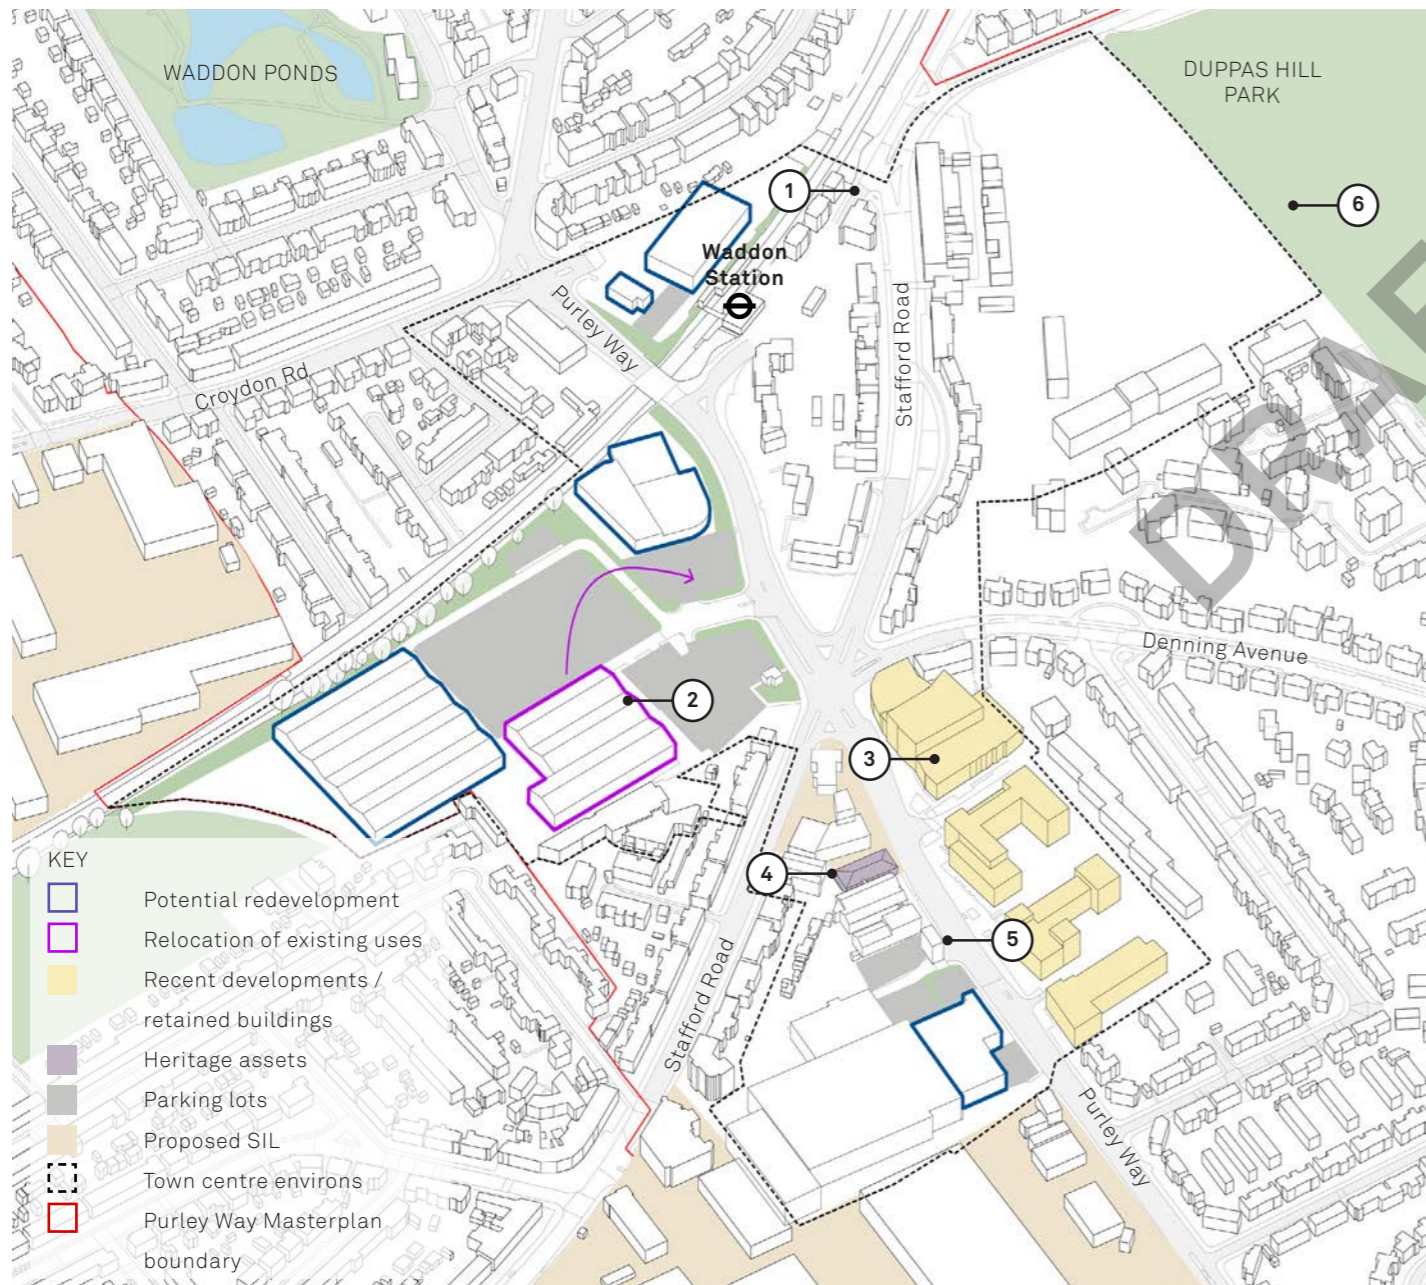 WADDON PONDS
DUPPAS HILL
PARK
1
6
Waddon
Station
Purley Way
Stafford Road
Croydon Rd
Denning Avenue
2
3
4
5
Stafford Road
Purley Way
KEY
Potential redevelopment
Relocation of existing uses
Recent developments /
retained buildings
Heritage assets
Parking lots
Proposed SIL
Town centre environs
Purley Way Masterplan
boundary